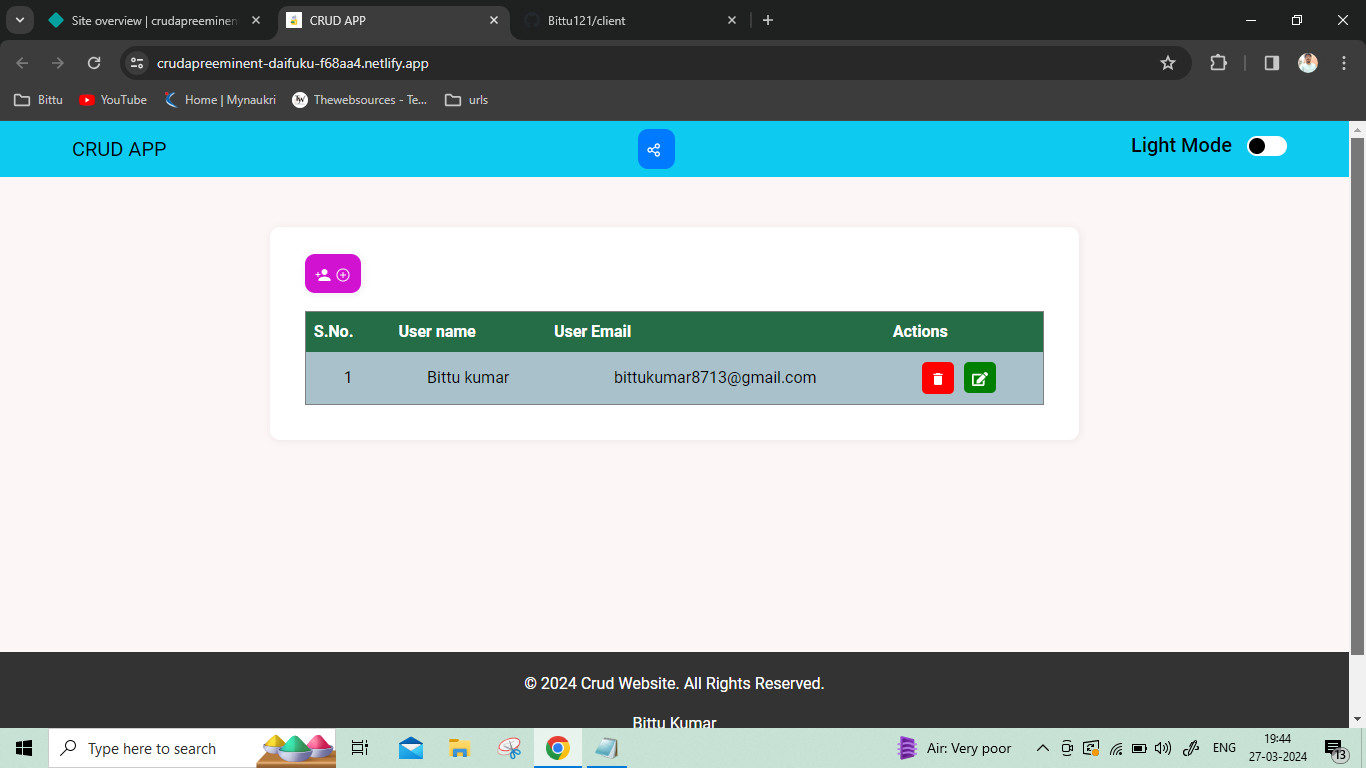 Site overview | crudapreeminen
CRUD APP
Bittu121/client
crudapreeminent-daifuku-f68aa4.netlify.app
Bittu
YouTube
Home | Mynaukri
Thewebsources - Te...
urls
CRUD APP
Light Mode
S.No. User name User Email Actions
1 Bittu kumar bittukumar8713@gmail.com
© 2024 Crud Website. All Rights Reserved.
Bittu Kumar
Type here to search
Air: Very poor
ENG
19:44
27-03-2024
13